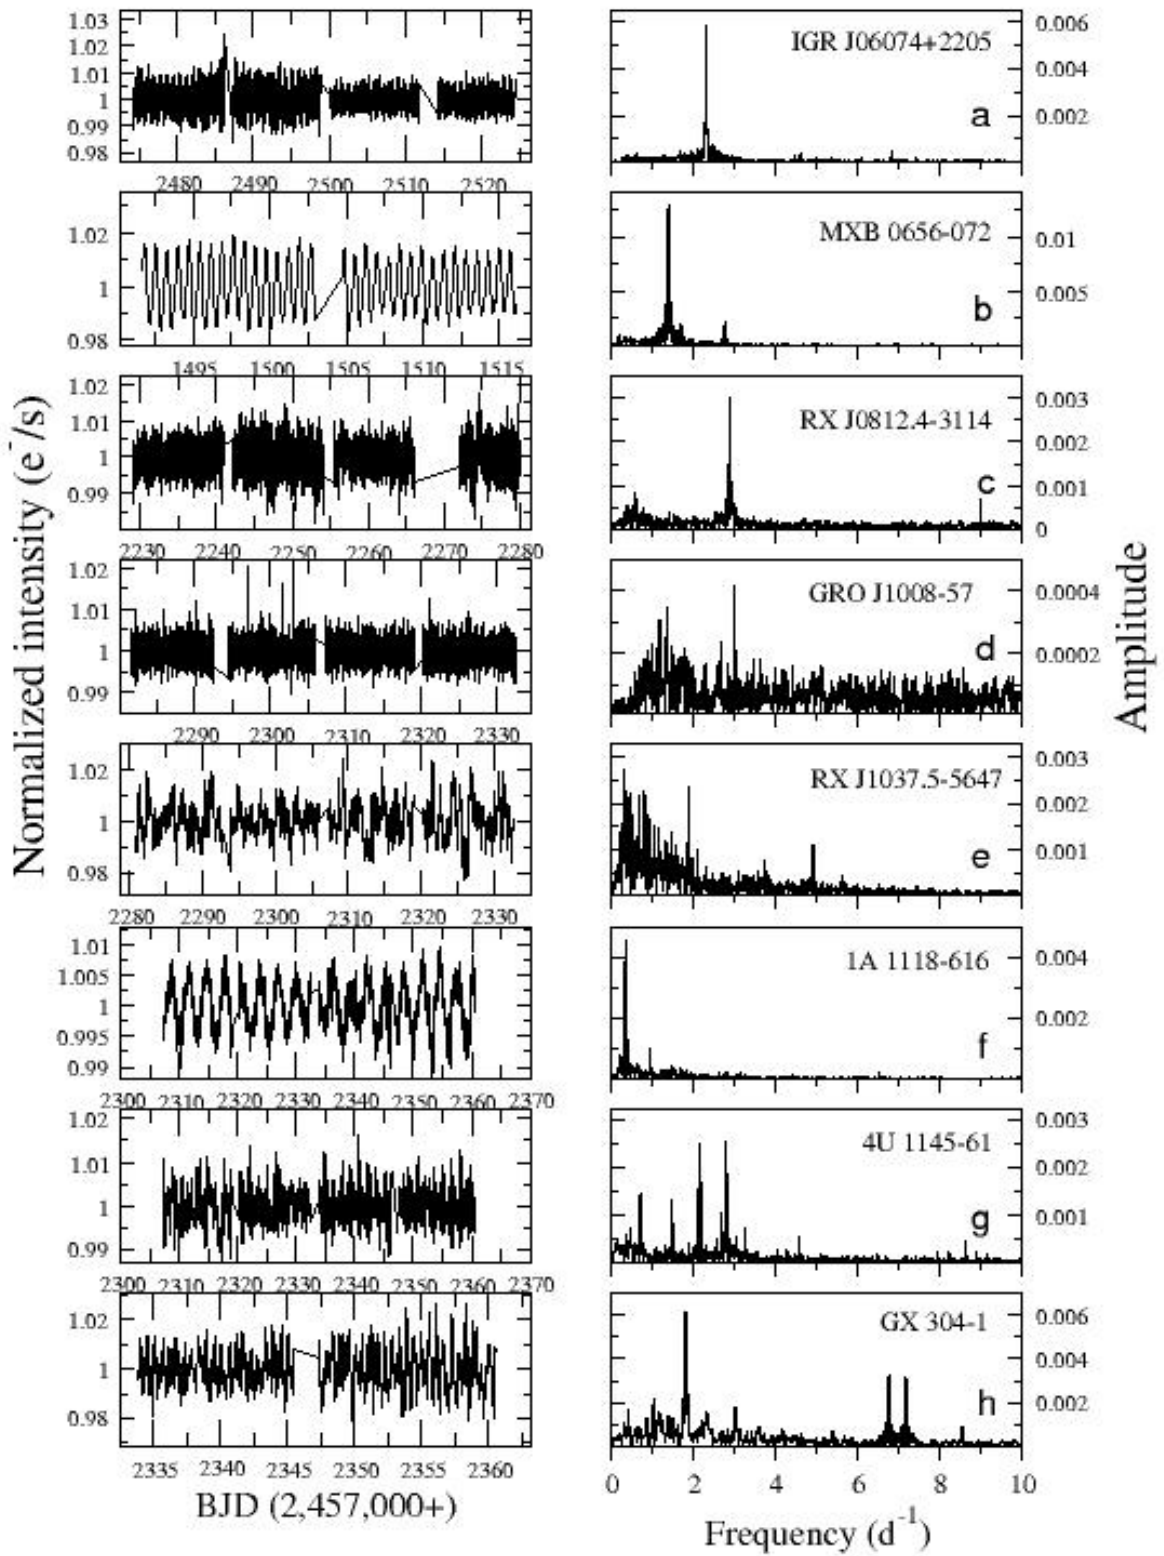 Normalized intensity (e-/s)
Amplitude
1.03
1.02
1.01
1
0.99
0.98
2480 2490 2500 2510 2520
IGR J06074+2205
a
0.006
0.004
0.002
1.02
1
0.98
1495 1500 1505 1510 1515
MXB 0656-072
b
0.01
0.005
1.02
1.01
1
0.99
2230 2240 2250 2260 2270 2280
RX J0812.4-3114
c
0.003
0.002
0.001
0
1.02
1.01
1
0.99
2290 2300 2310 2320 2330
GRO J1008-57
d
0.0004
0.0002
1.02
1
0.98
2280 2290 2300 2310 2320 2330
RX J1037.5-5647
e
0.003
0.002
0.001
1.01
1.005
1
0.995
0.99
2300 2310 2320 2330 2340 2350 2360 2370
1A 1118-616
f
0.004
0.002
1.02
1.01
1
0.99
2300 2310 2320 2330 2340 2350 2360 2370
4U 1145-61
g
0.003
0.002
0.001
1.02
1
0.98
2335 2340 2345 2350 2355 2360
BJD (2,457,000+)
GX 304-1
h
0.006
0.004
0.002
0 2 4 6 8 10
Frequency (d-1)